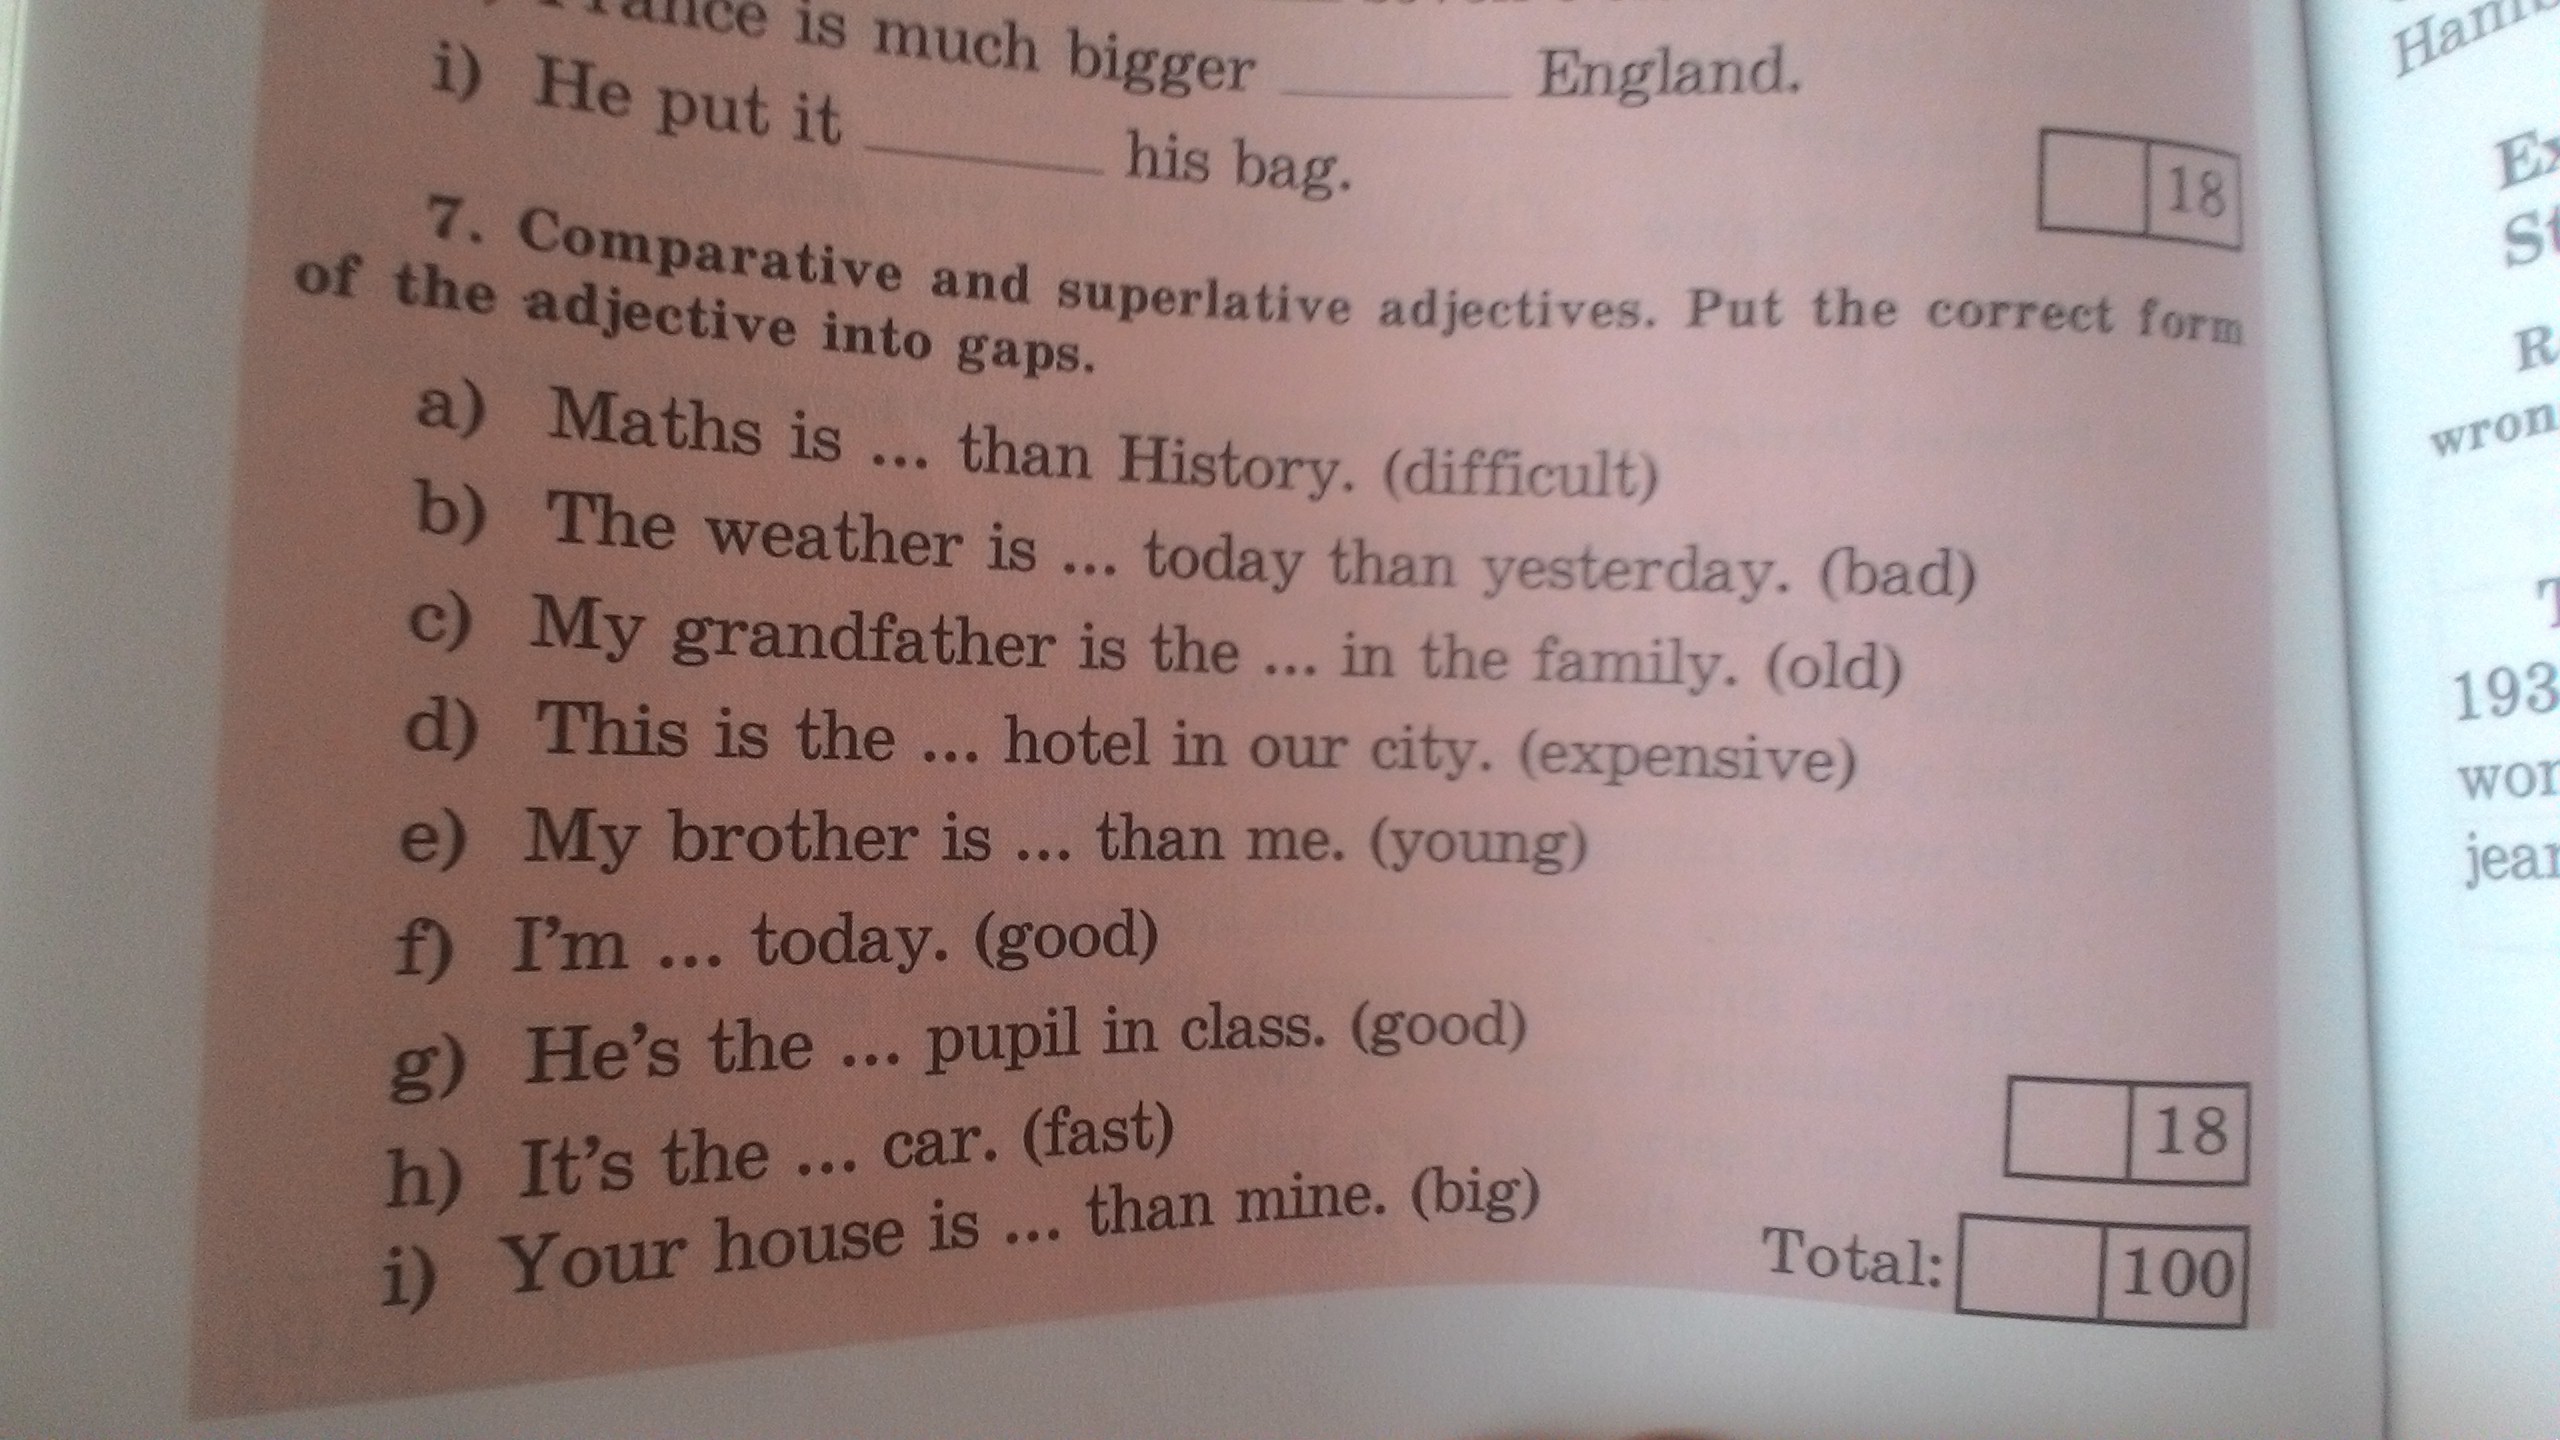 is much bigger ______ England.
i) He put it ______ his bag.
18
7. Comparative and superlative adjectives. Put the correct form
of the adjective into gaps.
a) Maths is ... than History. (difficult)
b) The weather is ... today than yesterday. (bad)
c) My grandfather is the ... in the family. (old)
d) This is the ... hotel in our city. (expensive)
e) My brother is ... than me. (young)
f) I'm ... today. (good)
g) He's the ... pupil in class. (good)
h) It's the ... car. (fast)
18
i) Your house is ... than mine. (big)
Total: 100
193